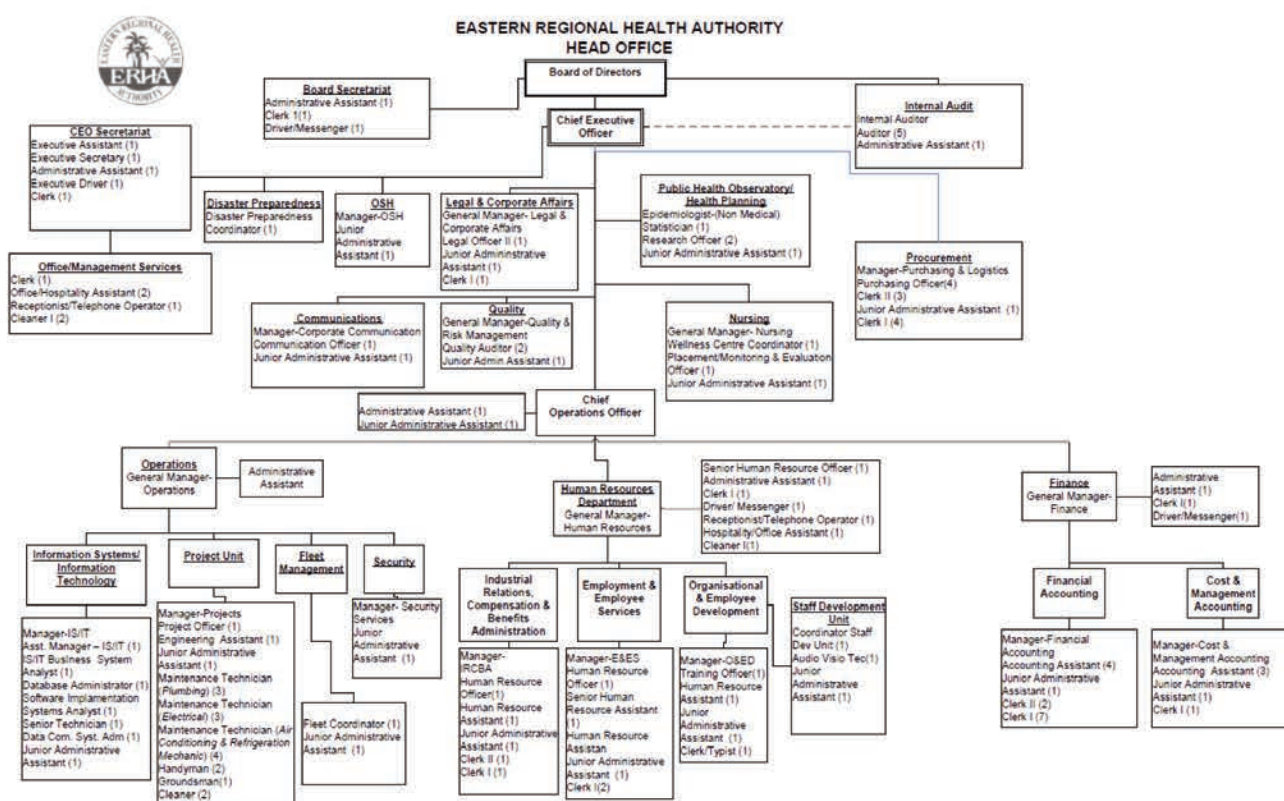 EASTERN REGIONAL HEALTH AUTHORITY
HEAD OFFICE
EASTERN REGIONAL HEALTH
ERHA
AUTHORITY
Board of Directors
Board Secretariat
Administrative Assistant (1)
Clerk 1(1)
Driver/Messenger (1)
Internal Audit
Internal Auditor
Auditor (5)
Administrative Assistant (1)
Chief Executive
Officer
CEO Secretariat
Executive Assistant (1)
Executive Secretary (1)
Administrative Assistant (1)
Executive Driver (1)
Clerk (1)
Disaster Preparedness
Disaster Preparedness
Coordinator (1)
OSH
Manager-OSH
Junior
Administrative
Assistant (1)
Legal & Corporate Affairs
General Manager- Legal &
Corporate Affairs
Legal Officer II (1)
Junior Admininstrative
Assistant (1)
Clerk I (1)
Public Health Observatory/
Health Planning
Epidemiologist-(Non Medical)
Statistician (1)
Research Officer (2)
Junior Administrative Assistant (1)
Office/Management Services
Clerk (1)
Office/Hospitality Assistant (2)
Receptionist/Telephone Operator (1)
Cleaner I (2)
Procurement
Manager-Purchasing & Logistics
Purchasing Officer(4)
Clerk II (3)
Junior Administrative Assistant (1)
Clerk I (4)
Communications
Manager-Corporate Communication
Communication Officer (1)
Junior Administrative Assistant (1)
Quality
General Manager-Quality &
Risk Management
Quality Auditor (2)
Junior Admin Assistant (1)
Nursing
General Manager- Nursing
Wellness Centre Coordinator (1)
Placement/Monitoring & Evaluation
Officer (1)
Junior Administrative Assistant (1)
Chief
Operations Officer
Administrative Assistant (1)
Junior Administrative Assistant (1)
Operations
General Manager-
Operations
Administrative
Assistant
Human Resources
Department
General Manager-
Human Resources
Senior Human Resource Officer (1)
Administrative Assistant (1)
Clerk I (1)
Driver/ Messenger (1)
Receptionist/Telephone Operator (1)
Hospitality/Office Assistant (1)
Cleaner I(1)
Finance
General Manager-
Finance
Administrative
Assistant (1)
Clerk I(1)
Driver/Messenger(1)
Information Systems/
Information
Technology
Project Unit
Fleet
Management
Security
Manager-IS/IT
Asst. Manager – IS/IT (1)
IS/IT Business System
Analyst (1)
Database Administrator (1)
Software Implamentation
Systems Analyst (1)
Senior Technician (1)
Data Com. Syst. Adm (1)
Junior Administrative
Assistant (1)
Manager-Projects
Project Officer (1)
Engineering Assistant (1)
Junior Administrative
Assistant (1)
Maintenance Technician
(Plumbing) (3)
Maintenance Technician
(Electrical) (3)
Maintenance Technician (Air
Conditioning & Refrigeration
Mechanic) (4)
Handyman (2)
Groundsman(1)
Cleaner (2)
Fleet Coordinator (1)
Junior Administrative
Assistant (1)
Manager- Security
Services
Junior
Administrative
Assistant (1)
Industrial
Relations,
Compensation &
Benefits
Administration
Employment &
Employee
Services
Organisational
& Employee
Development
Staff Development
Unit
Coordinator Staff
Dev Unit (1)
Audio Visio Tec(1)
Junior
Administrative
Assistant (1)
Manager-
IRCBA
Human Resource
Officer(1)
Human Resource
Assistant (1)
Junior Administrative
Assistant (1)
Clerk II (1)
Clerk I (1)
Manager-E&ES
Human Resource
Officer (1)
Senior Human
Resource Assistant
(1)
Human Resource
Assistan
Junior Administrative
Assistant (1)
Clerk I(2)
Manager-O&ED
Training Officer(1)
Human Resource
Assistant (1)
Junior
Administrative
Assistant (1)
Clerk/Typist (1)
Financial
Accounting
Cost &
Management
Accounting
Manager-Financial
Accounting
Accounting Assistant (4)
Junior Administrative
Assistant (1)
Clerk II (2)
Clerk I (7)
Manager-Cost &
Management Accounting
Accounting Assistant (3)
Junior Administrative
Assistant (1)
Clerk I (1)